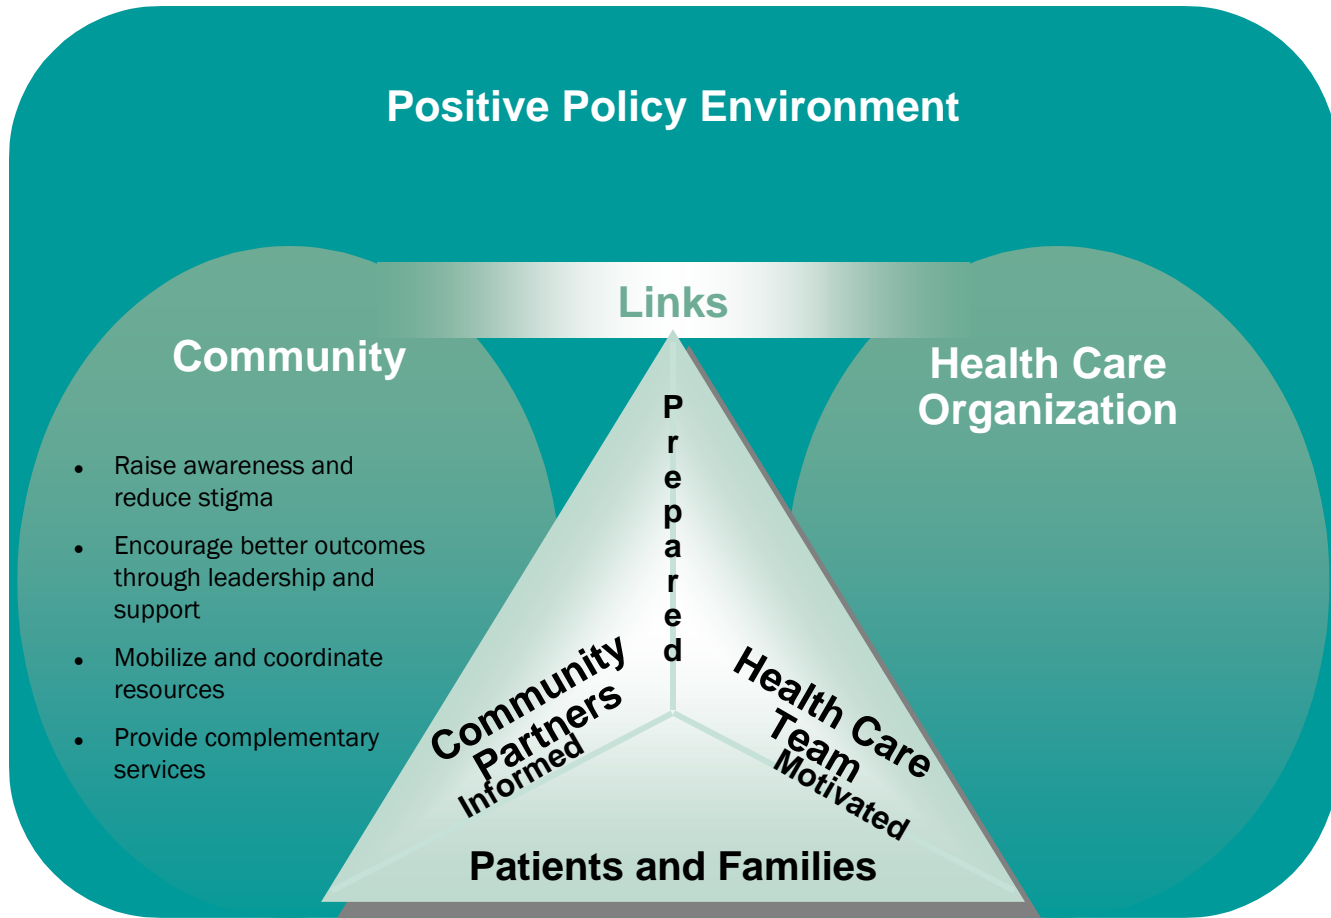 Positive Policy Environment
Links
Community
• Raise awareness and
reduce stigma
• Encourage better outcomes
through leadership and
support
• Mobilize and coordinate
resources
• Provide complementary
services
Health Care
Organization
Prepared
Community
Partners
Informed
Health Care
Team
Motivated
Patients and Families